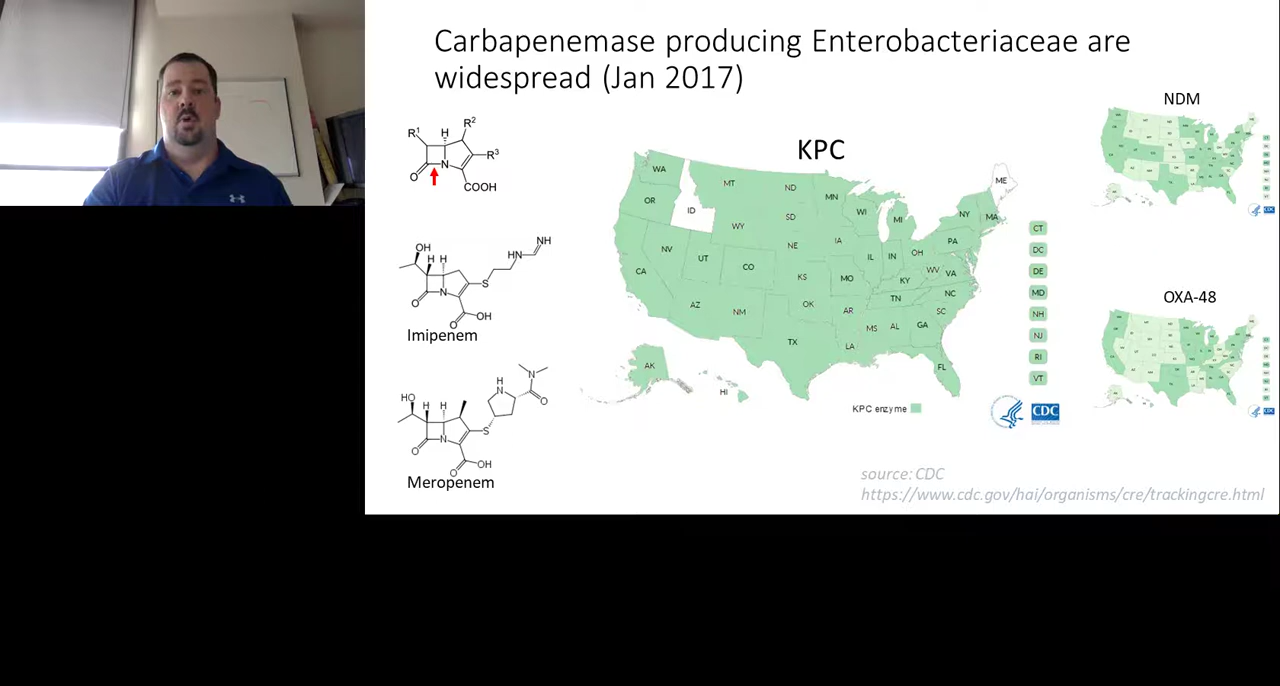 Carbapenemase producing Enterobacteriaceae are
widespread (Jan 2017)
R¹
H
R²
R³
N
O
COOH
OH
H H
NH
HN
S
N
O
OH
O
Imipenem
HO
H H
H
N
N
O
S
N
O
OH
O
Meropenem
KPC
WA
MT
ND
MN
ME
OR
ID
SD
WI
MI
NY
MA
WY
NV
UT
NE
IA
PA
CA
CO
IL
IN
OH
KS
MO
WV
VA
KY
AZ
NM
OK
AR
TN
NC
SC
MS
AL
GA
TX
LA
FL
AK
HI
CT
DC
DE
MD
NH
NJ
RI
VT
KPC enzyme
CDC
NDM
CDC
OXA-48
CDC
source: CDC
https://www.cdc.gov/hai/organisms/cre/trackingcre.html